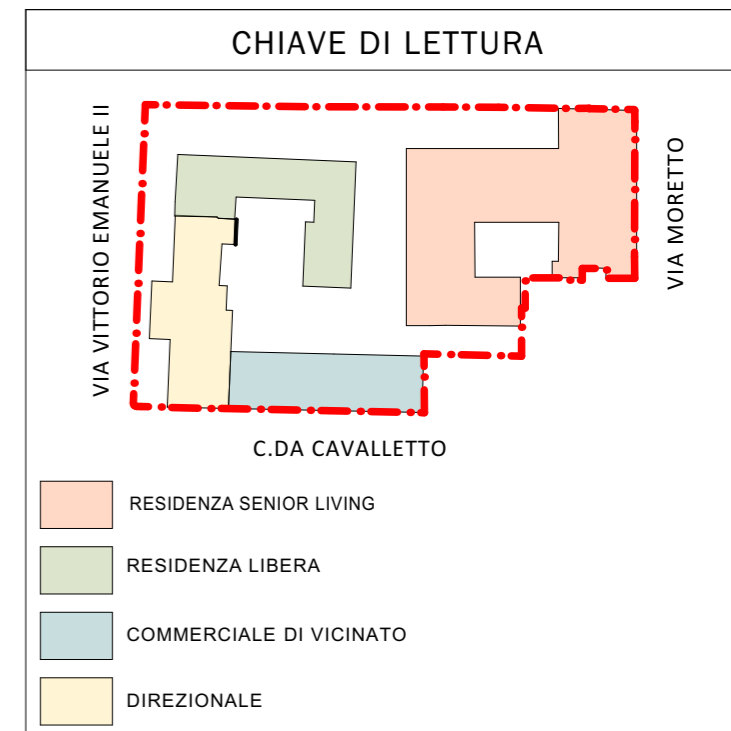 CHIAVE DI LETTURA
VIA VITTORIO EMANUELE II
VIA MORETTO
C.DA CAVALLETTO
RESIDENZA SENIOR LIVING
RESIDENZA LIBERA
COMMERCIALE DI VICINATO
DIREZIONALE